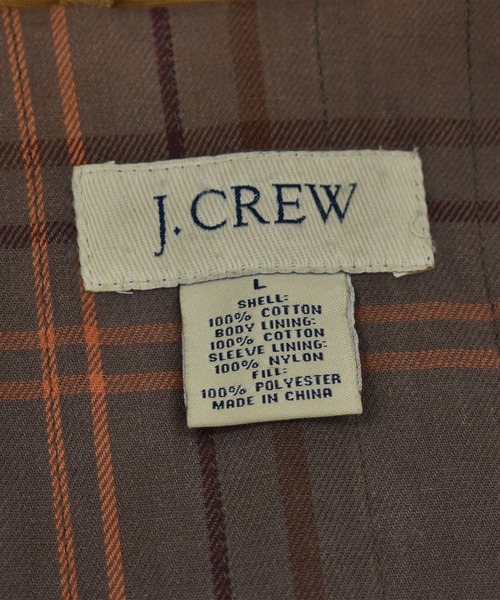 J. CREW
L
SHELL:
100% COTTON
BODY LINING:
100% COTTON
SLEEVE LINING:
100% NYLON
FILL:
100% POLYESTER
MADE IN CHINA